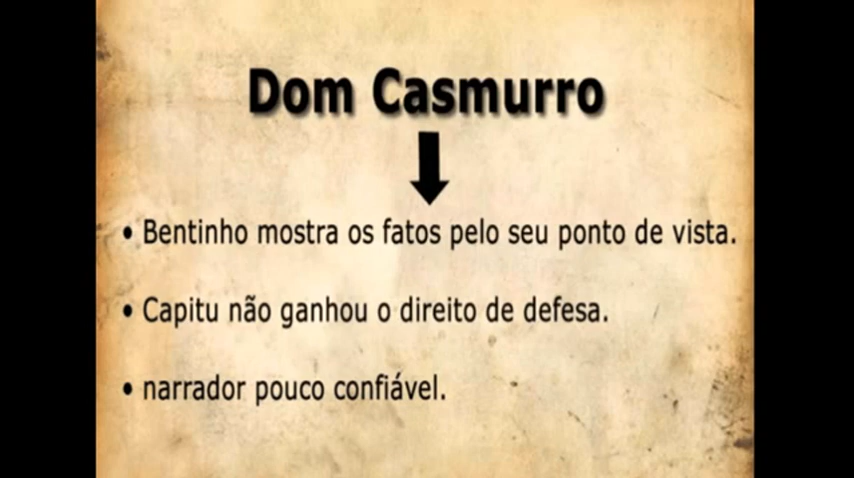 Dom Casmurro
• Bentinho mostra os fatos pelo seu ponto de vista.
• Capitu não ganhou o direito de defesa.
• narrador pouco confiável.